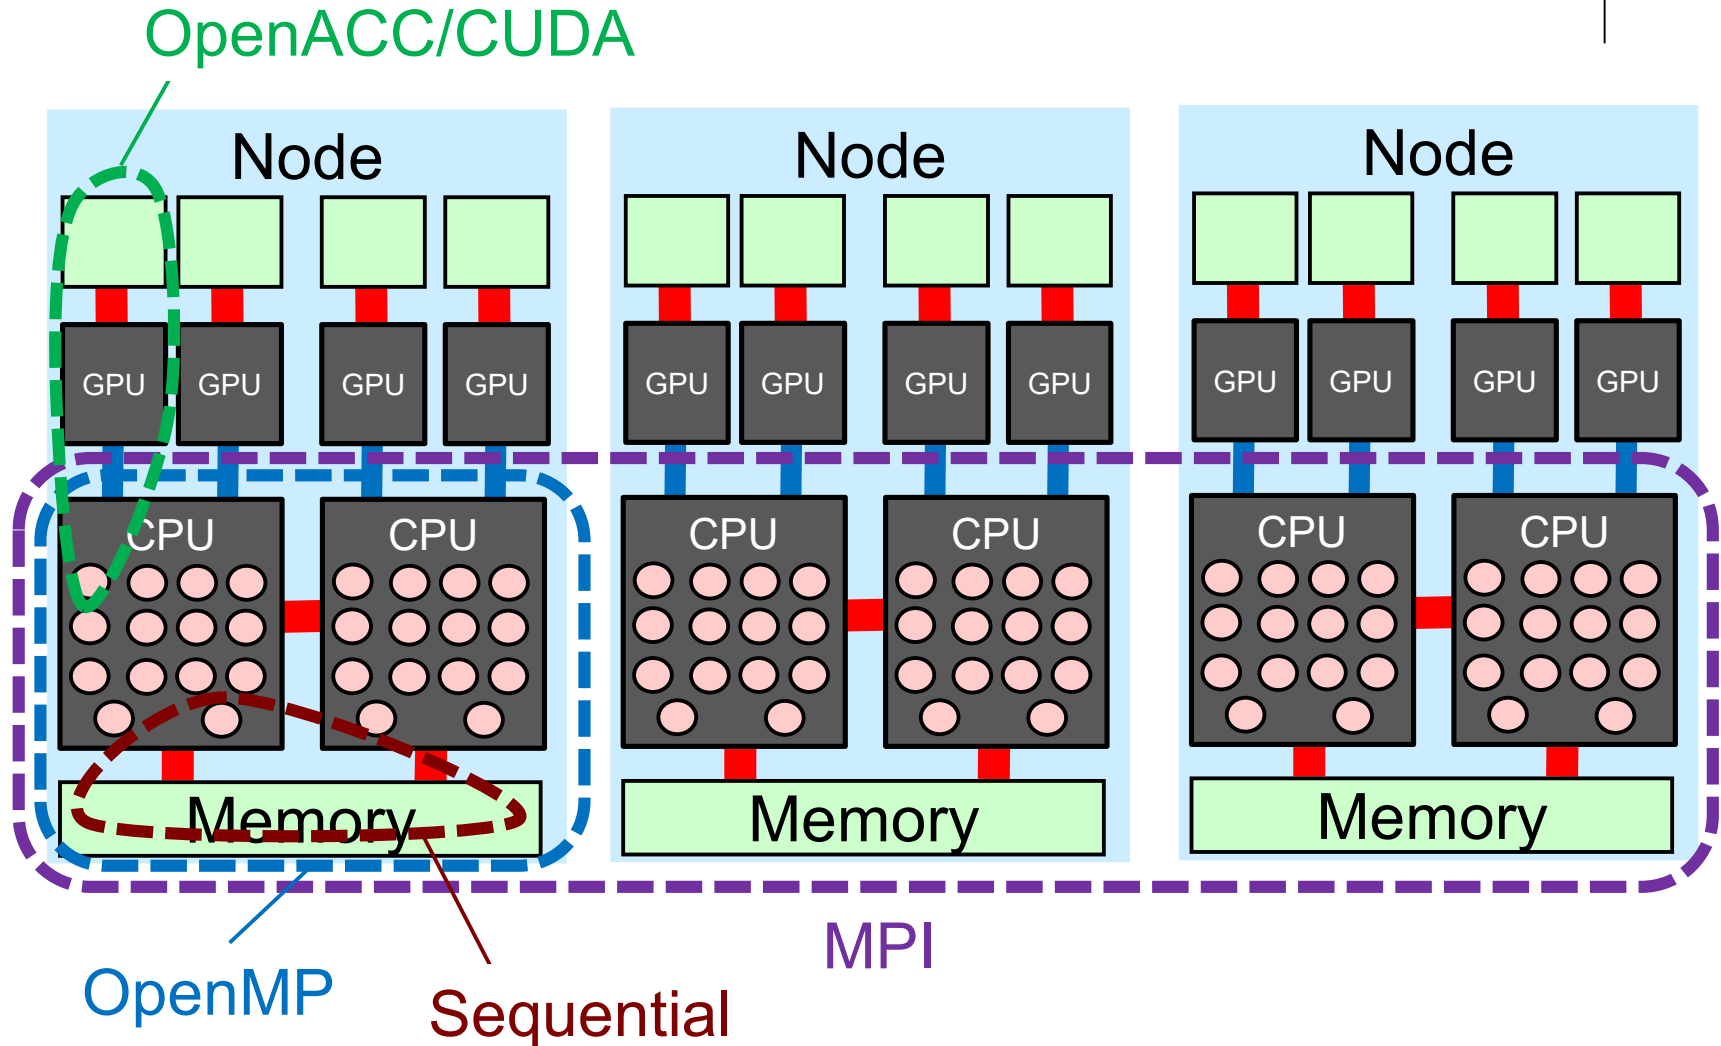 OpenACC/CUDA
Node
Node
Node
GPU GPU GPU GPU
GPU GPU GPU GPU
GPU GPU GPU GPU
CPU CPU
CPU CPU
CPU CPU
Memory
Memory
Memory
MPI
OpenMP
Sequential